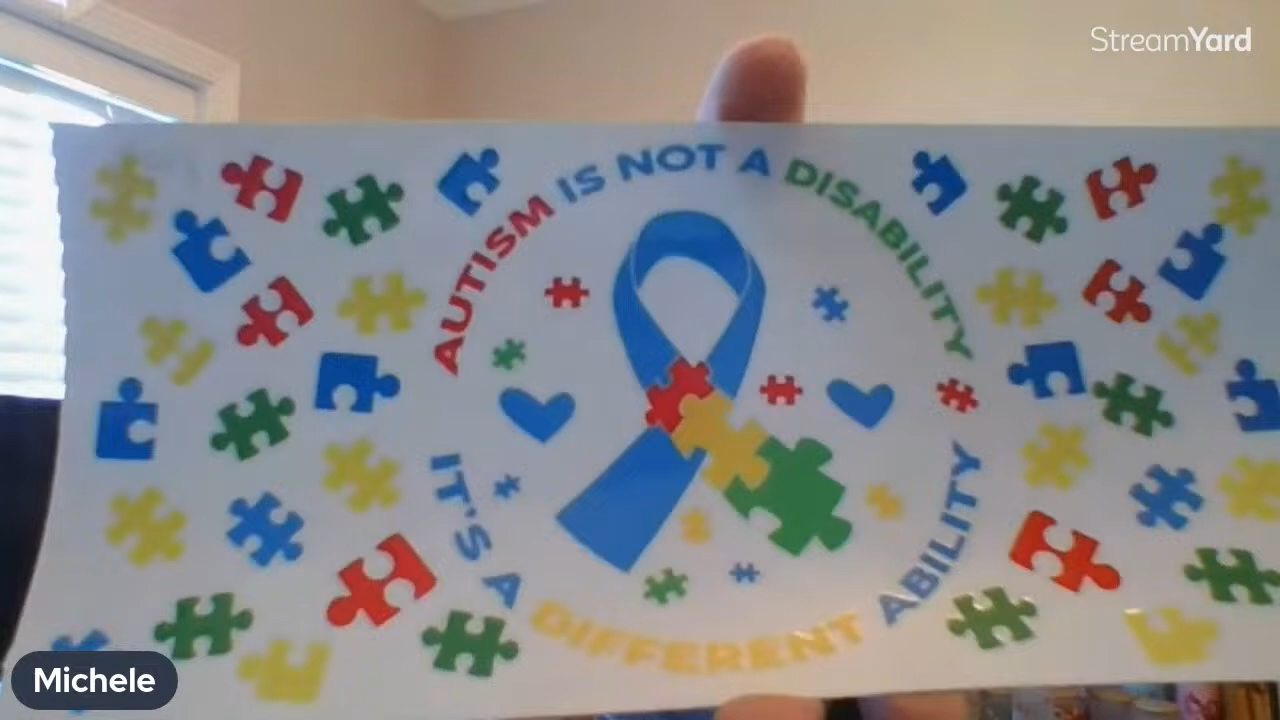 StreamYard
AUTISM IS NOT A DISABILITY
IT'S A DIFFERENT ABILITY
Michele